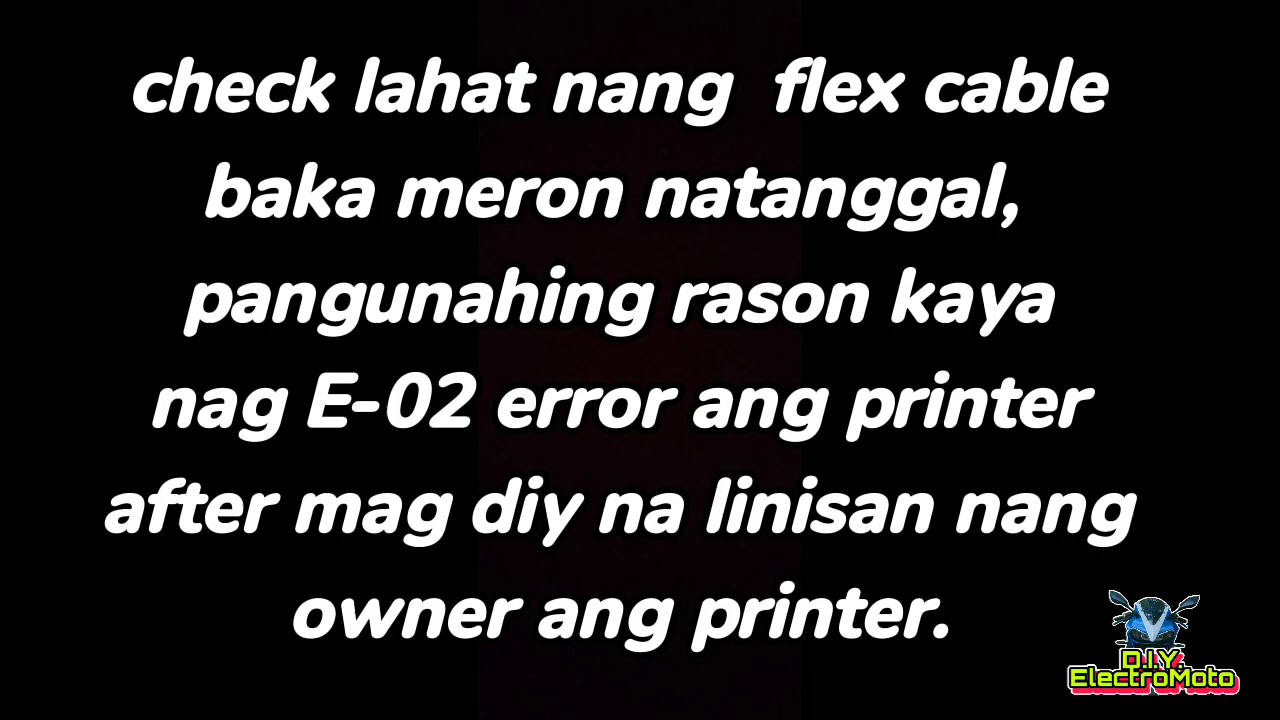 check lahat nang flex cable
baka meron natanggal,
pangunahing rason kaya
nag E-02 error ang printer
after mag diy na linisan nang
owner ang printer.
D.I.Y.
ElectroMoto